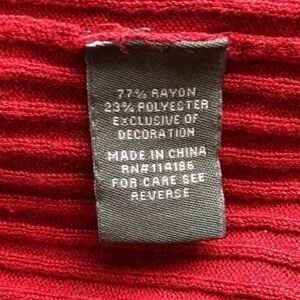 77% RAYON
23% POLYESTER
EXCLUSIVE OF
DECORATION
MADE IN CHINA
RN#114186
FOR CARE SEE
REVERSE